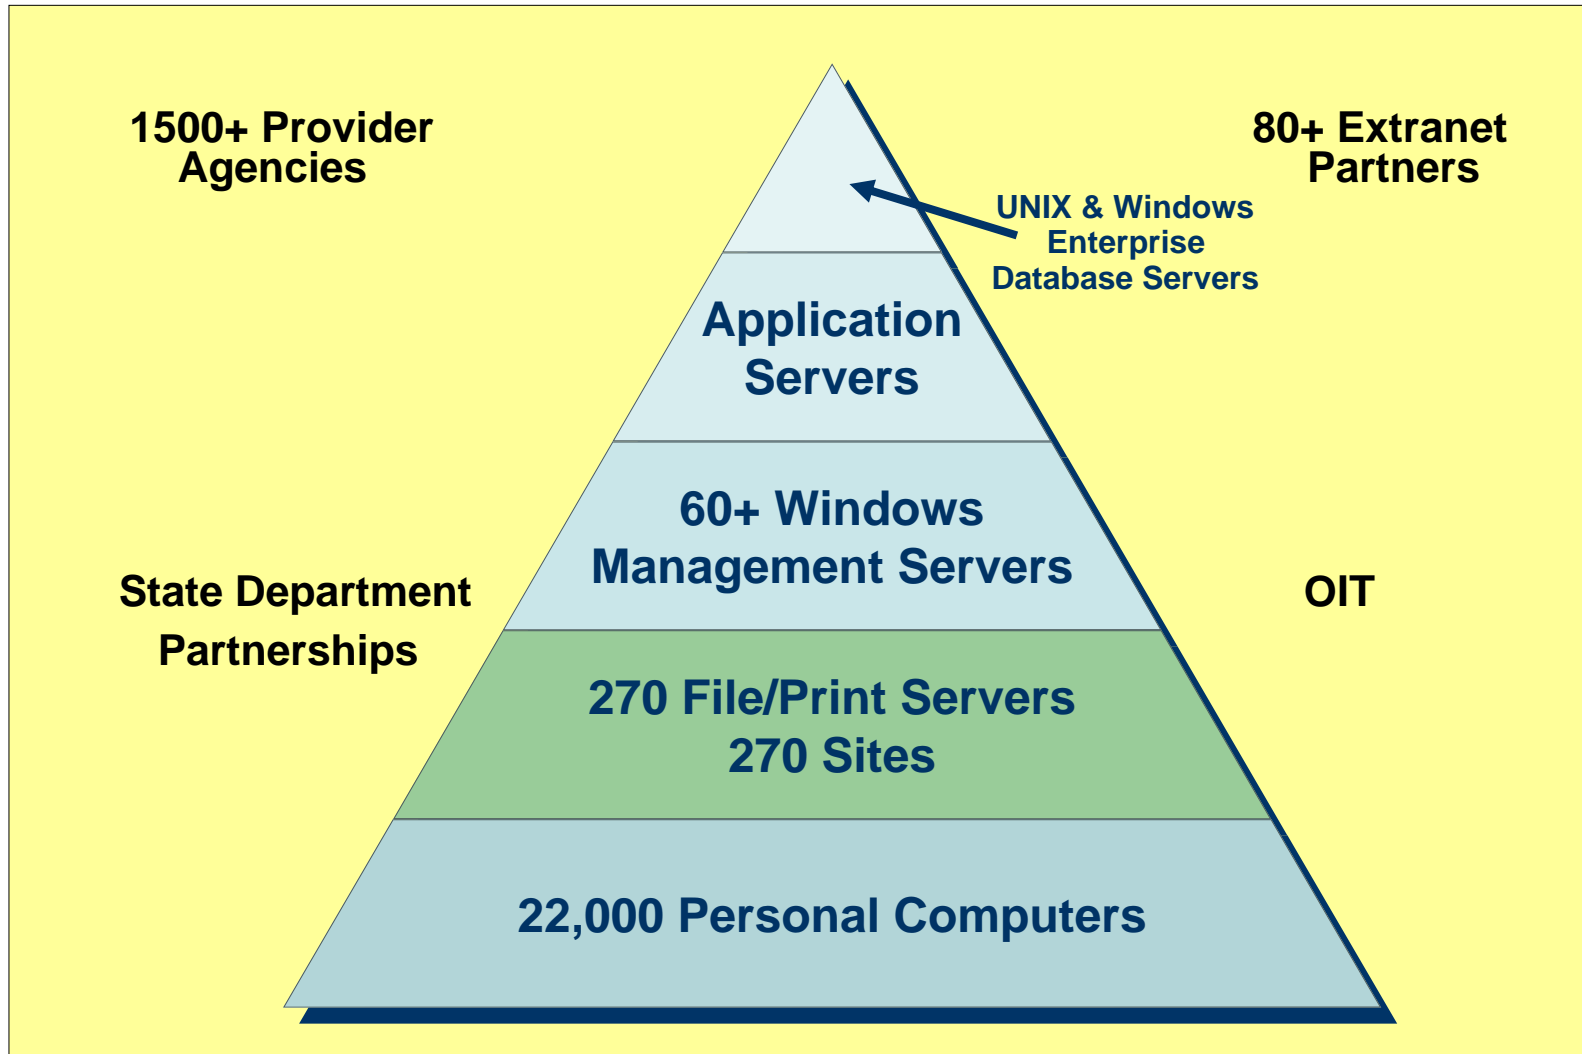 1500+ Provider
Agencies
80+ Extranet
Partners
UNIX & Windows
Enterprise
Database Servers
Application
Servers
60+ Windows
Management Servers
State Department
Partnerships
OIT
270 File/Print Servers
270 Sites
22,000 Personal Computers